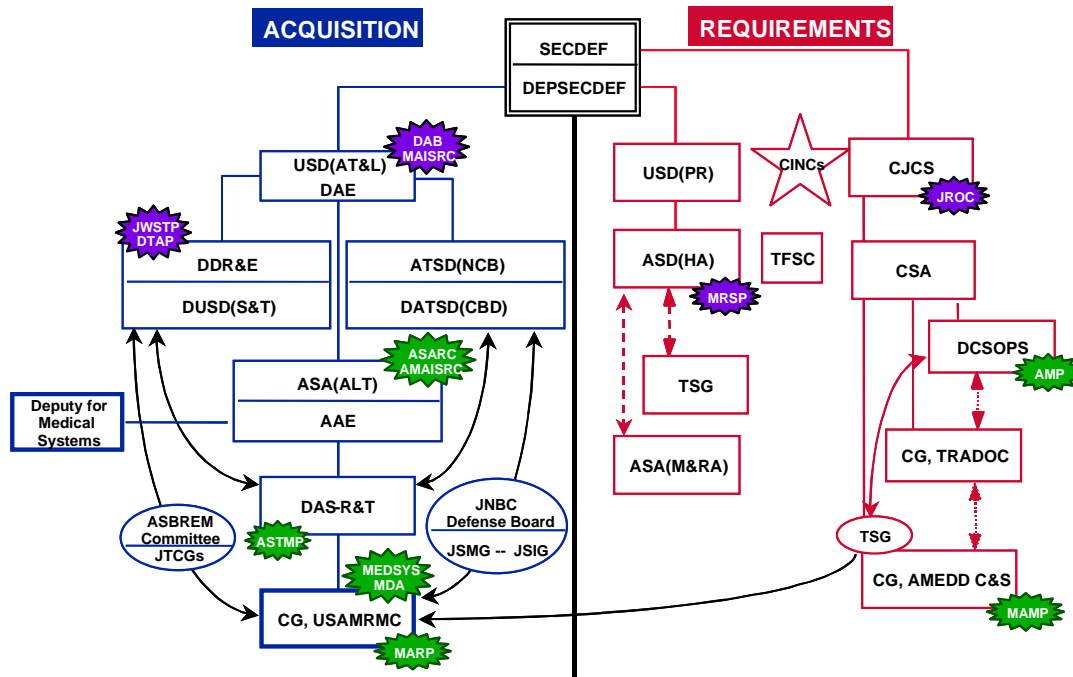 ACQUISITION
REQUIREMENTS
SECDEF
DEPSECDEF
DAB
MAISRC
USD(AT&L)
DAE
USD(PR)
CINCs
CJCS
JROC
JWSTP
DTAP
DDR&E
DUSD(S&T)
ATSD(NCB)
DATSD(CBD)
ASD(HA)
MRSP
TFSC
CSA
ASARC
AMAISRC
ASA(ALT)
AAE
Deputy for
Medical
Systems
TSG
DCSOPS
AMP
ASA(M&RA)
CG, TRADOC
DAS-R&T
ASTMP
ASBREM
Committee
JTCGs
JNBC
Defense Board
JSMG -- JSIG
TSG
MEDSYS
MDA
CG, USAMRMC
MARP
CG, AMEDD C&S
MAMP